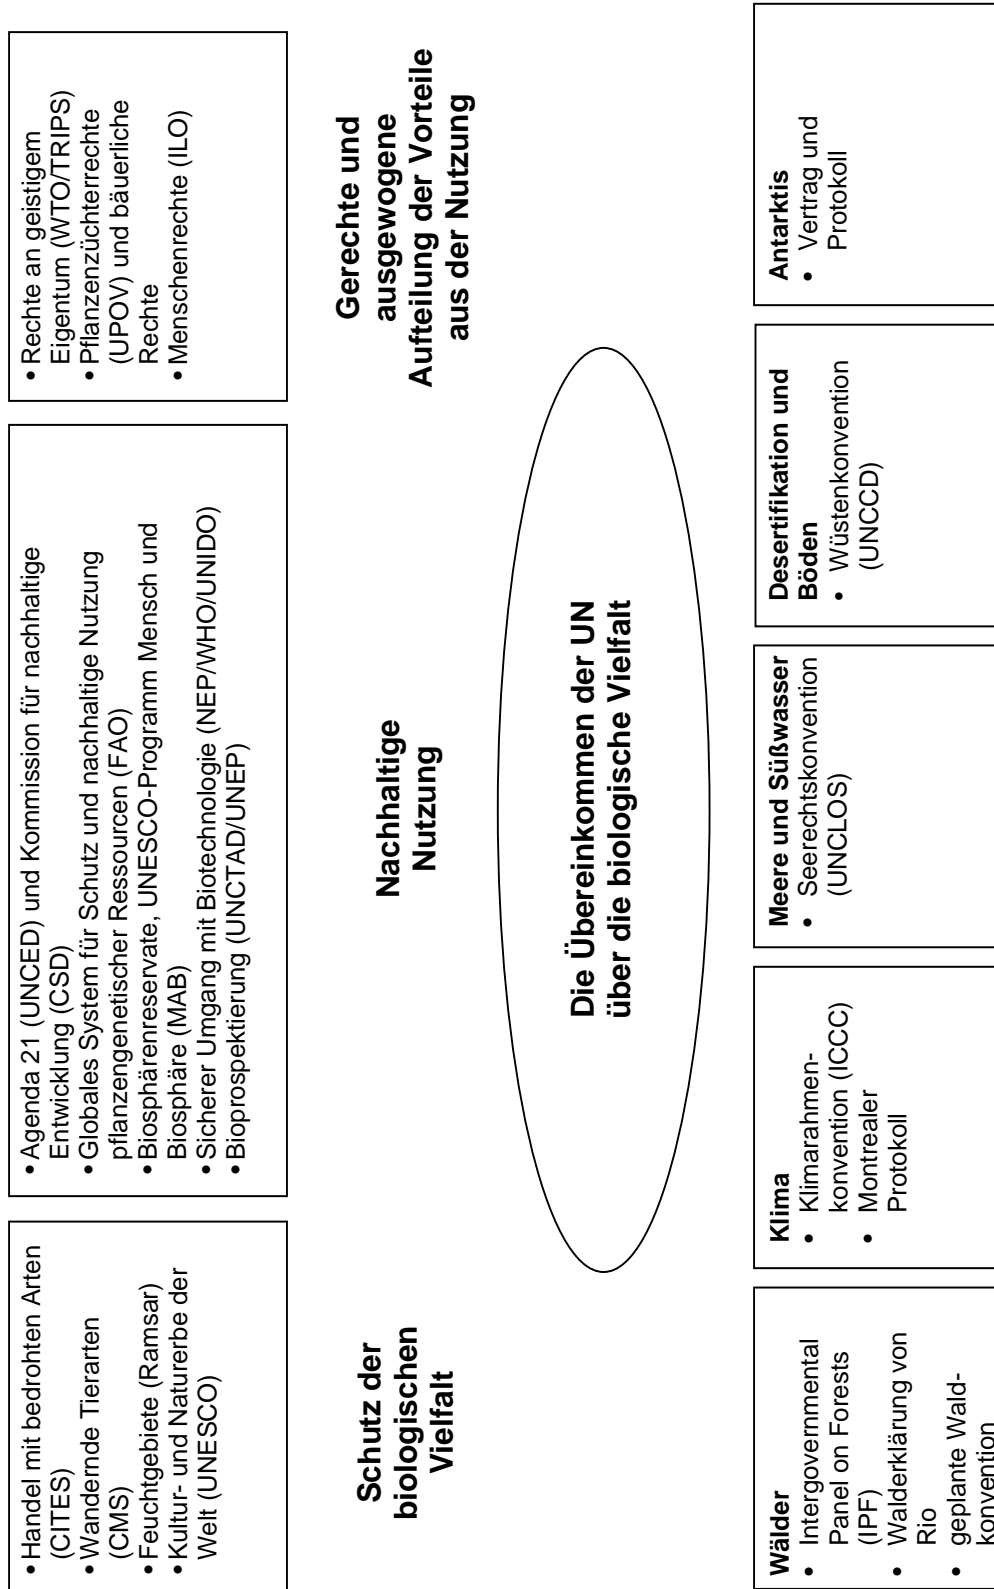 • Handel mit bedrohten Arten
(CITES)
• Wandernde Tierarten
(CMS)
• Feuchtgebiete (Ramsar)
• Kultur- und Naturerbe der
Welt (UNESCO)
• Agenda 21 (UNCED) und Kommission für nachhaltige
Entwicklung (CSD)
• Globales System für Schutz und nachhaltige Nutzung
pflanzengenetischer Ressourcen (FAO)
• Biosphärenreservate, UNESCO-Programm Mensch und
Biosphäre (MAB)
• Sicherer Umgang mit Biotechnologie (NEP/WHO/UNIDO)
• Bioprospektierung (UNCTAD/UNEP)
• Rechte an geistigem
Eigentum (WTO/TRIPS)
• Pflanzenzüchterrechte
(UPOV) und bäuerliche
Rechte
• Menschenrechte (ILO)
Schutz der
biologischen
Vielfalt
Nachhaltige
Nutzung
Gerechte und
ausgewogene
Aufteilung der Vorteile
aus der Nutzung
Die Übereinkommen der UN
über die biologische Vielfalt
Wälder
• Intergovernmental
Panel on Forests
(IPF)
• Walderklärung von
Rio
• geplante Wald-
konvention
Klima
• Klimarahmen-
konvention (ICCC)
• Montrealer
Protokoll
Meere und Süßwasser
• Seerechtskonvention
(UNCLOS)
Desertifikation und
Böden
• Wüstenkonvention
(UNCCD)
Antarktis
• Vertrag und
Protokoll